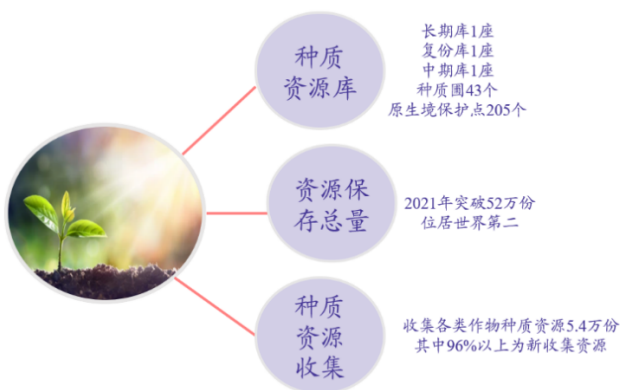 种质
资源库
长期库1座
复份库1座
中期库1座
种质圃43个
原生境保护点205个
资源保
存总量
2021年突破52万份
位居世界第二
种质
资源
收集
收集各类作物种质资源5.4万份
其中96%以上为新收集资源